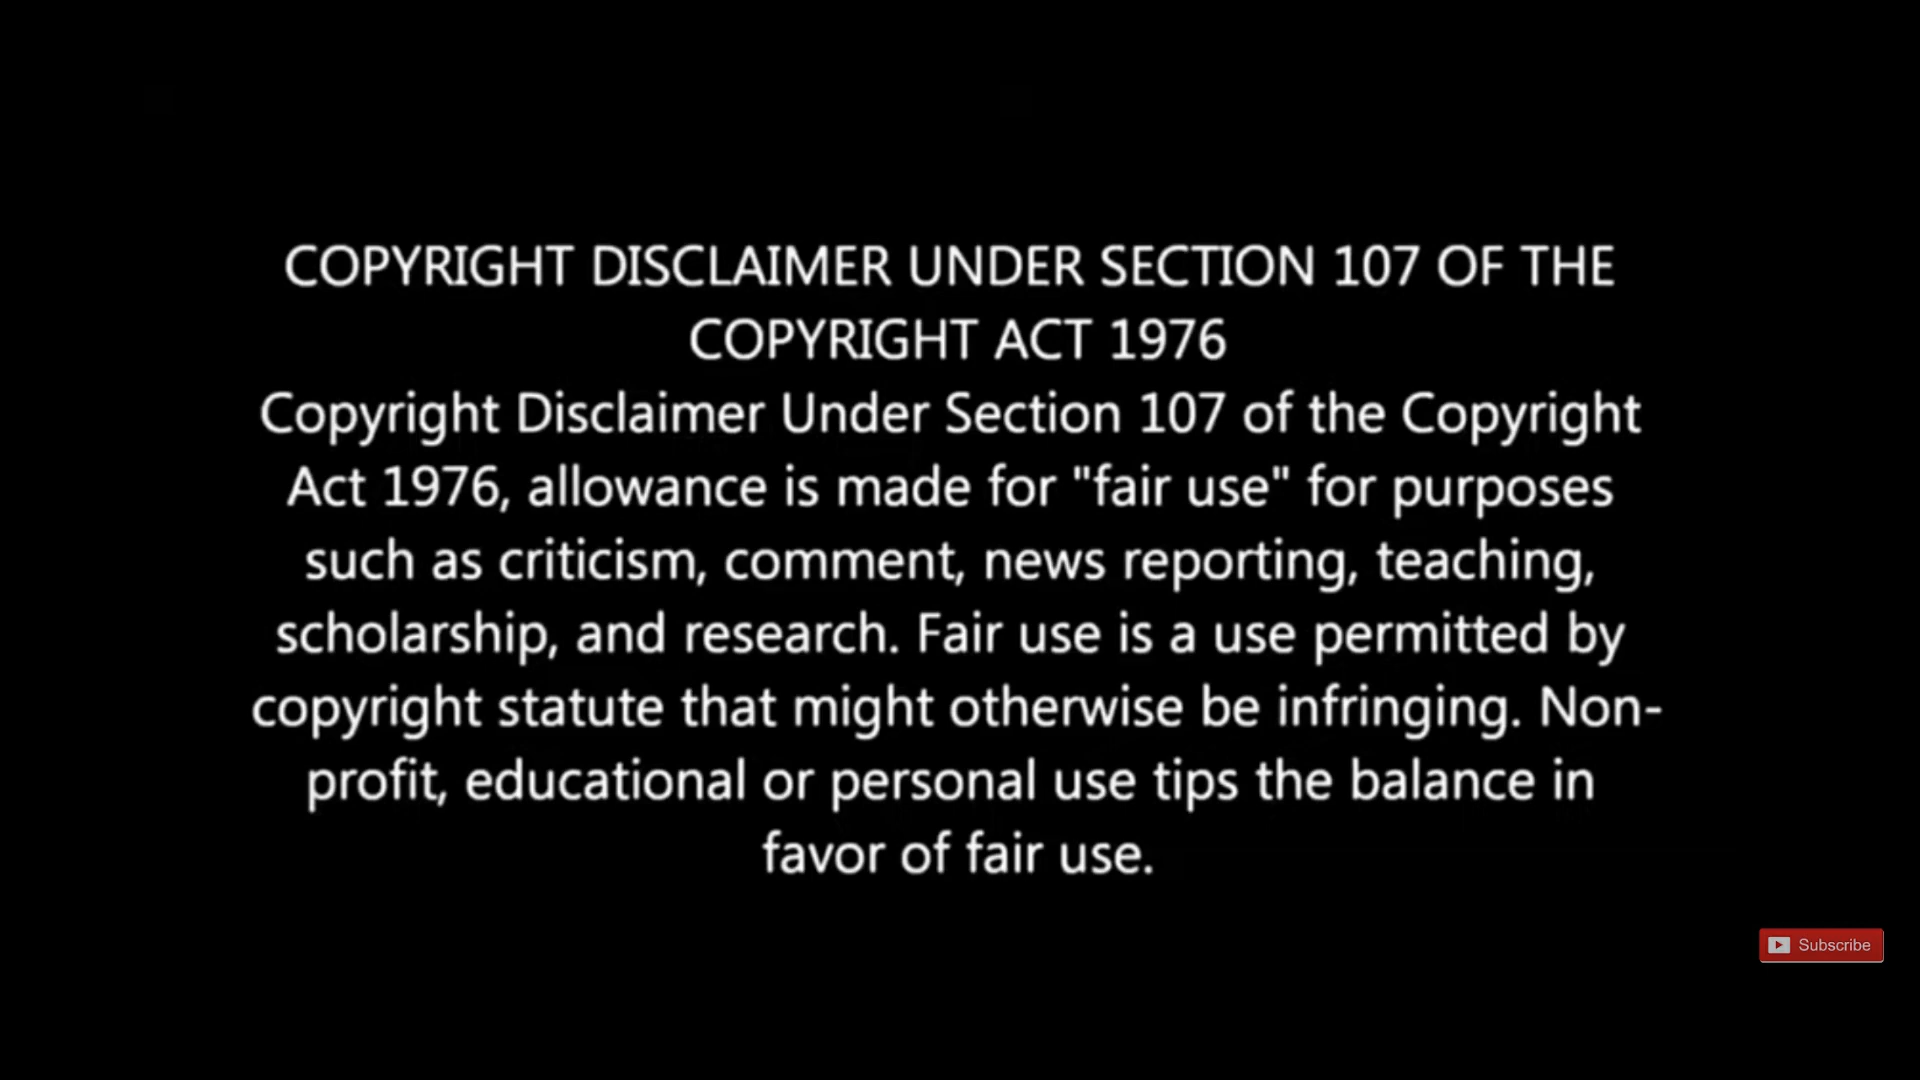 COPYRIGHT DISCLAIMER UNDER SECTION 107 OF THE
COPYRIGHT ACT 1976
Copyright Disclaimer Under Section 107 of the Copyright
Act 1976, allowance is made for "fair use" for purposes
such as criticism, comment, news reporting, teaching,
scholarship, and research. Fair use is a use permitted by
copyright statute that might otherwise be infringing. Non-
profit, educational or personal use tips the balance in
favor of fair use.
Subscribe